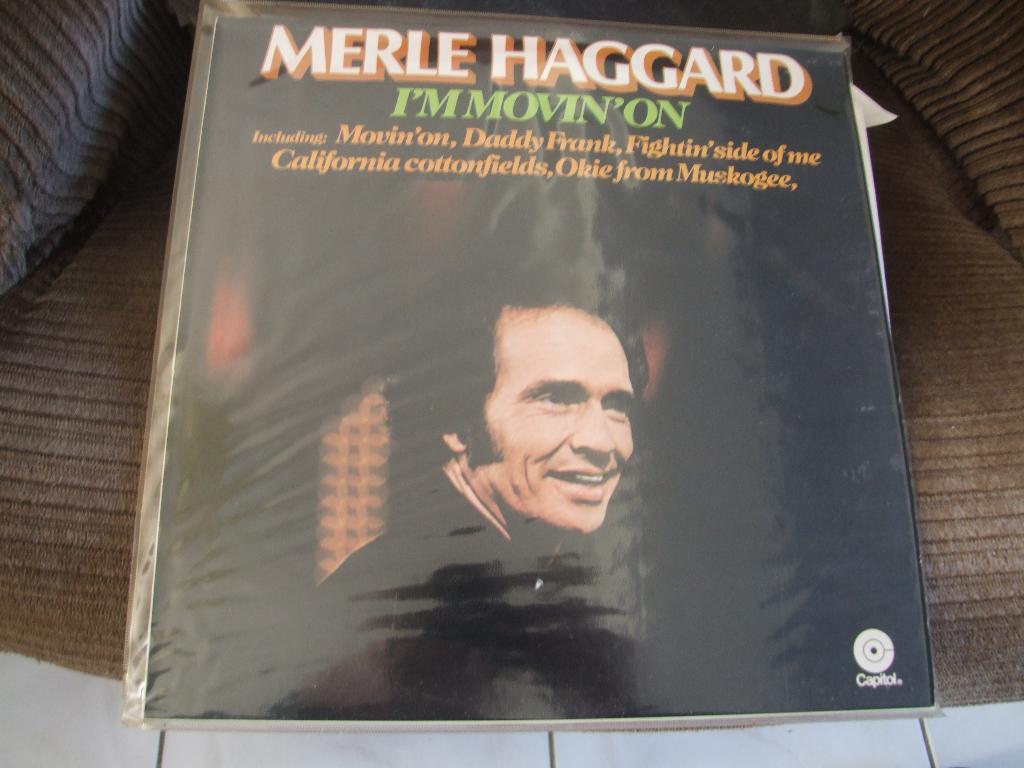 MERLE HAGGARD
I'M MOVIN' ON
Including: Movin' on, Daddy Frank, Fightin' side of me
California cottonfields, Okie from Muskogee,
Capitol®